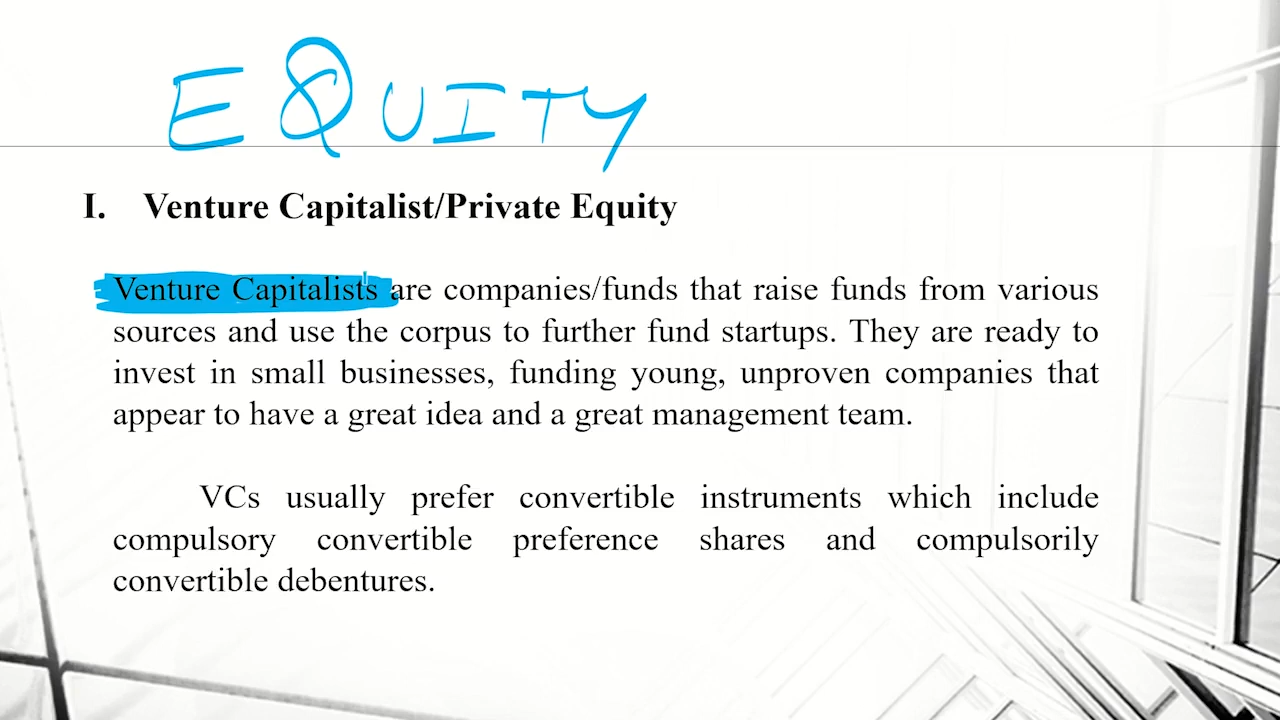 EQUITY
I. Venture Capitalist/Private Equity
Venture Capitalists are companies/funds that raise funds from various
sources and use the corpus to further fund startups. They are ready to
invest in small businesses, funding young, unproven companies that
appear to have a great idea and a great management team.
VCs usually prefer convertible instruments which include
compulsory convertible preference shares and compulsorily
convertible debentures.